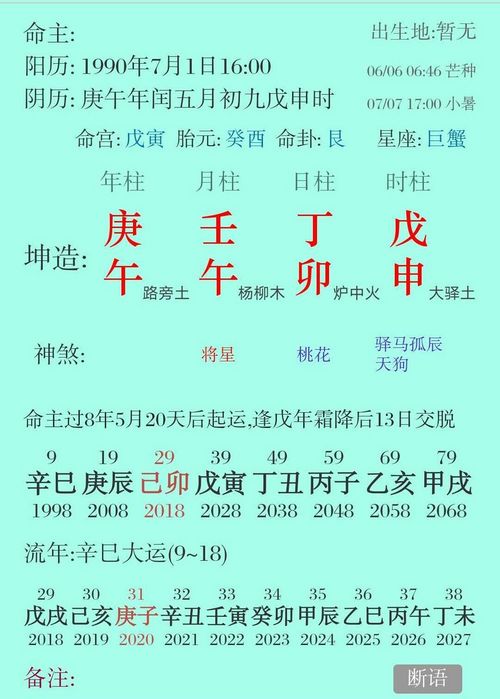 命主: 出生地:暂无
阳历: 1990年7月1日16:00 06/06 06:46 芒种
阴历: 庚午年闰五月初九戊申时 07/07 17:00 小暑
命宫: 戊寅 胎元: 癸酉 命卦: 艮 星座: 巨蟹
年柱 月柱 日柱 时柱
坤造: 庚 壬 丁 戊
午 路旁土 午 杨柳木 卯 炉中火 申 大驿土
神煞: 将星 桃花 驿马孤辰
天狗
命主过8年5月20天后起运,逢戊年霜降后13日交脱
9 19 29 39 49 59 69 79
辛巳 庚辰 己卯 戊寅 丁丑 丙子 乙亥 甲戌
1998 2008 2018 2028 2038 2048 2058 2068
流年:辛巳大运(9~18)
29 30 31 32 33 34 35 36 37 38
戊戌 己亥 庚子 辛丑 壬寅 癸卯 甲辰 乙巳 丙午 丁未
2018 2019 2020 2021 2022 2023 2024 2025 2026 2027
备注: 断语